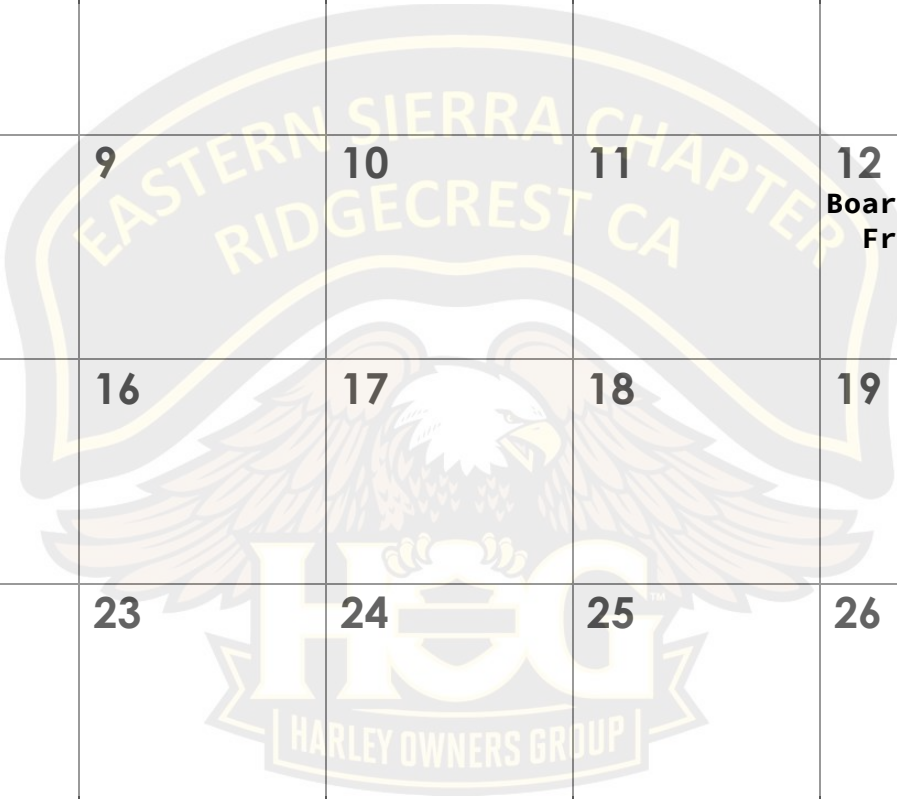 EASTERN SIERRA CHAPTER
RIDGECREST CA
9 10 11 12
Boar
Fr
16 17 18 19
HOG™
23 24 25 26
HARLEY OWNERS GROUP